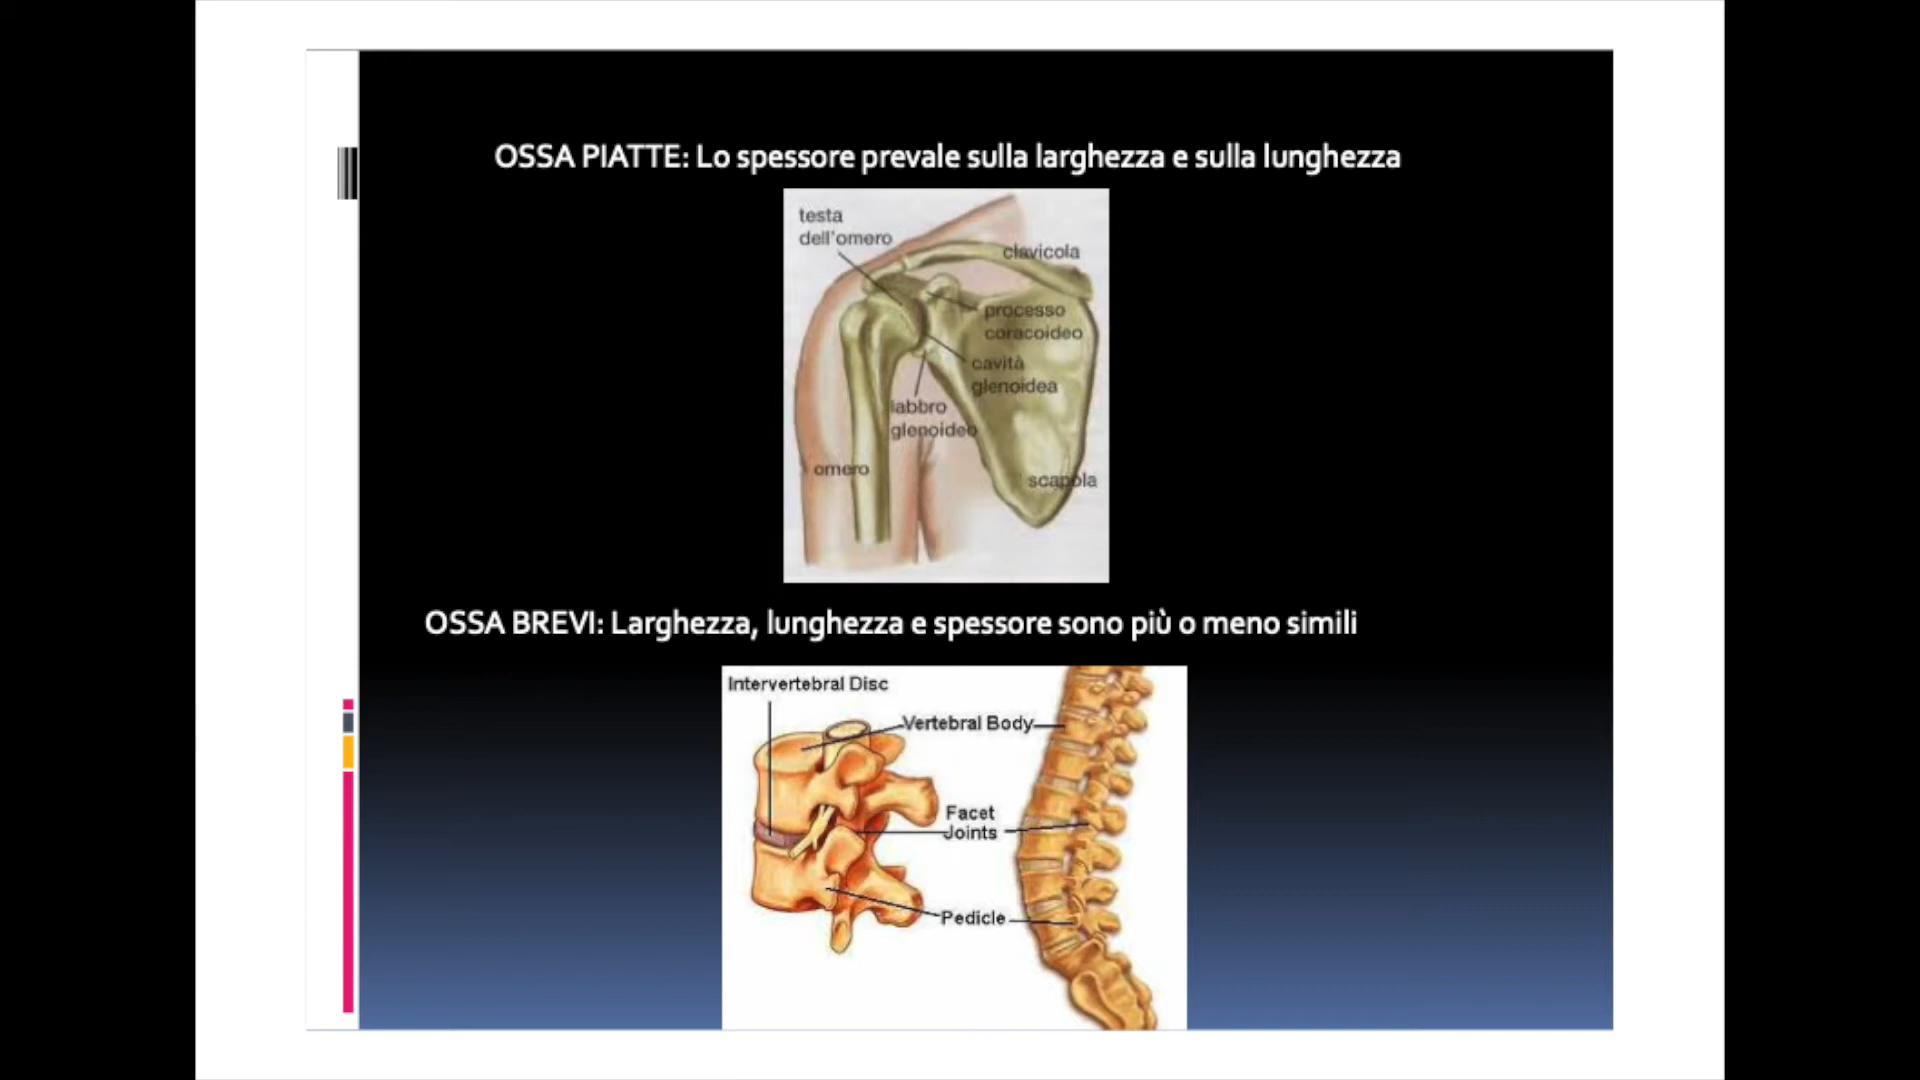 OSSA PIATTE: Lo spessore prevale sulla larghezza e sulla lunghezza
testa
dell'omero
clavicola
processo
coracoideo
cavità
glenoidea
labbro
glenoideo
omero
scapola
OSSA BREVI: Larghezza, lunghezza e spessore sono più o meno simili
Intervertebral Disc
Vertebral Body
Facet
Joints
Pedicle